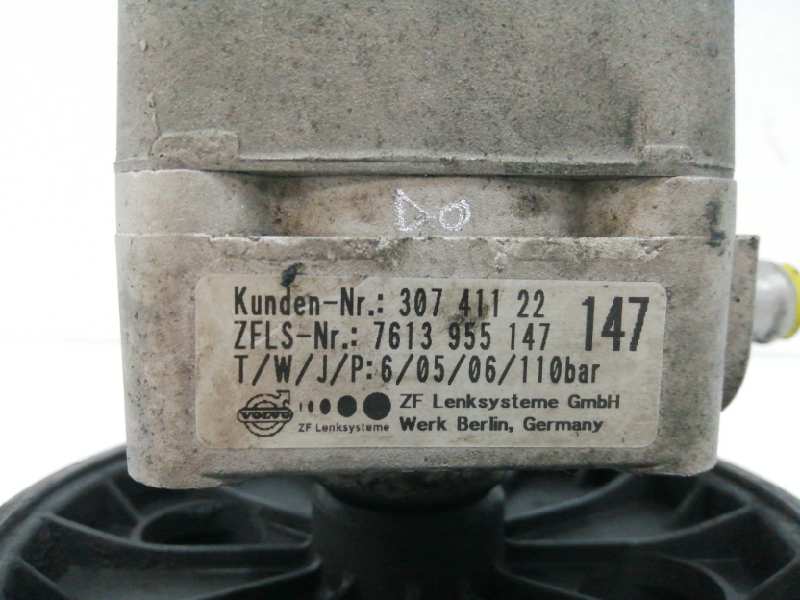 DO
Kunden-Nr.: 307 411 22
ZFLS-Nr.: 7613 955 147
147
T/W/J/P: 6/05/06/110bar
VOLVO
ZF Lenksysteme
ZF Lenksysteme GmbH
Werk Berlin, Germany